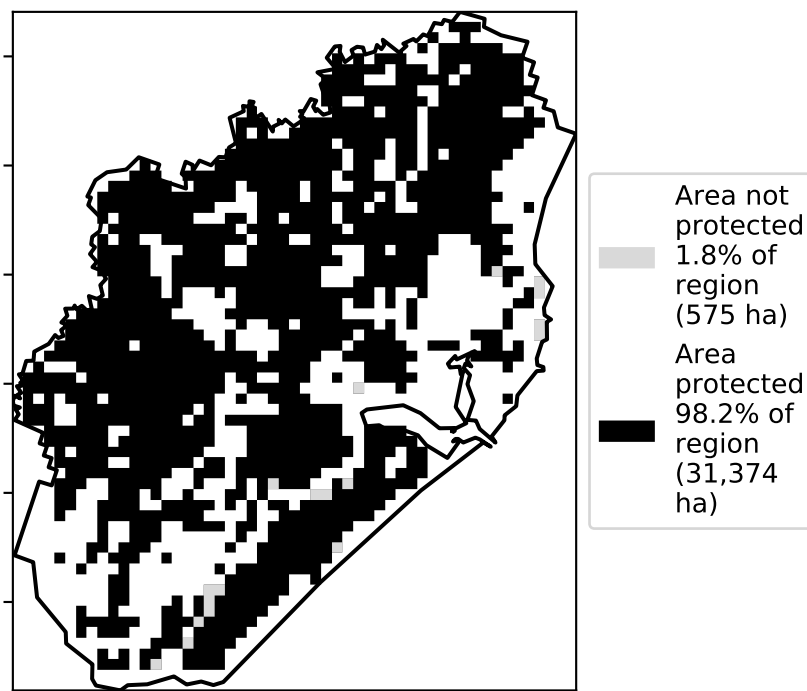 Area not
protected
1.8% of
region
(575 ha)
Area
protected
98.2% of
region
(31,374
ha)